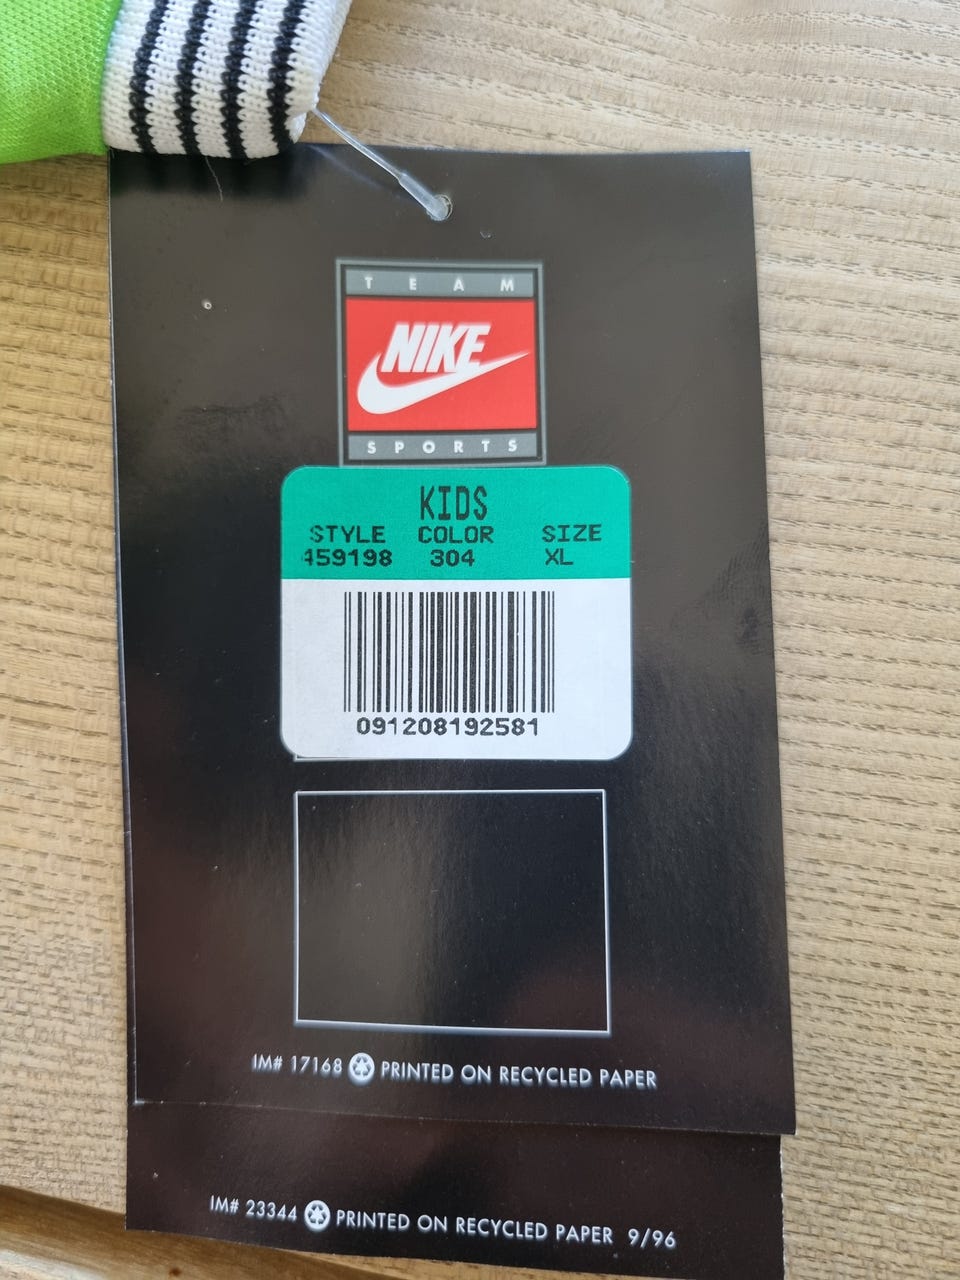 TEAM
NIKE
SPORTS
KIDS
STYLE COLOR SIZE
459198 304 XL
091208192581
IM# 17168 PRINTED ON RECYCLED PAPER
IM# 23344 PRINTED ON RECYCLED PAPER 9/96